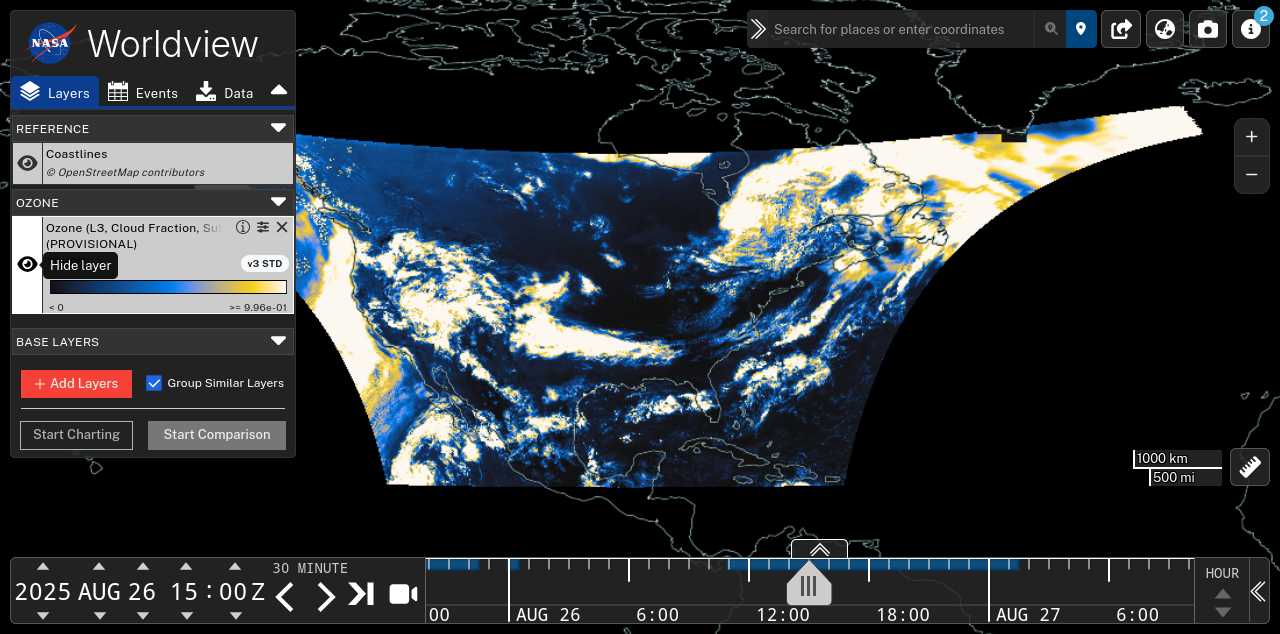 NASA
Worldview
Layers
Events
Data
REFERENCE
Coastlines
© OpenStreetMap contributors
OZONE
Ozone (L3, Cloud Fraction, Su
(PROVISIONAL)
Hide layer
v3 STD
< 0
>= 9.96e-01
BASE LAYERS
+ Add Layers
Group Similar Layers
Start Charting
Start Comparison
Search for places or enter coordinates
2
+
−
1000 km
500 mi
2025 AUG 26 15 : 00 Z
30 MINUTE
00
AUG 26
6:00
12:00
18:00
AUG 27
6:00
HOUR